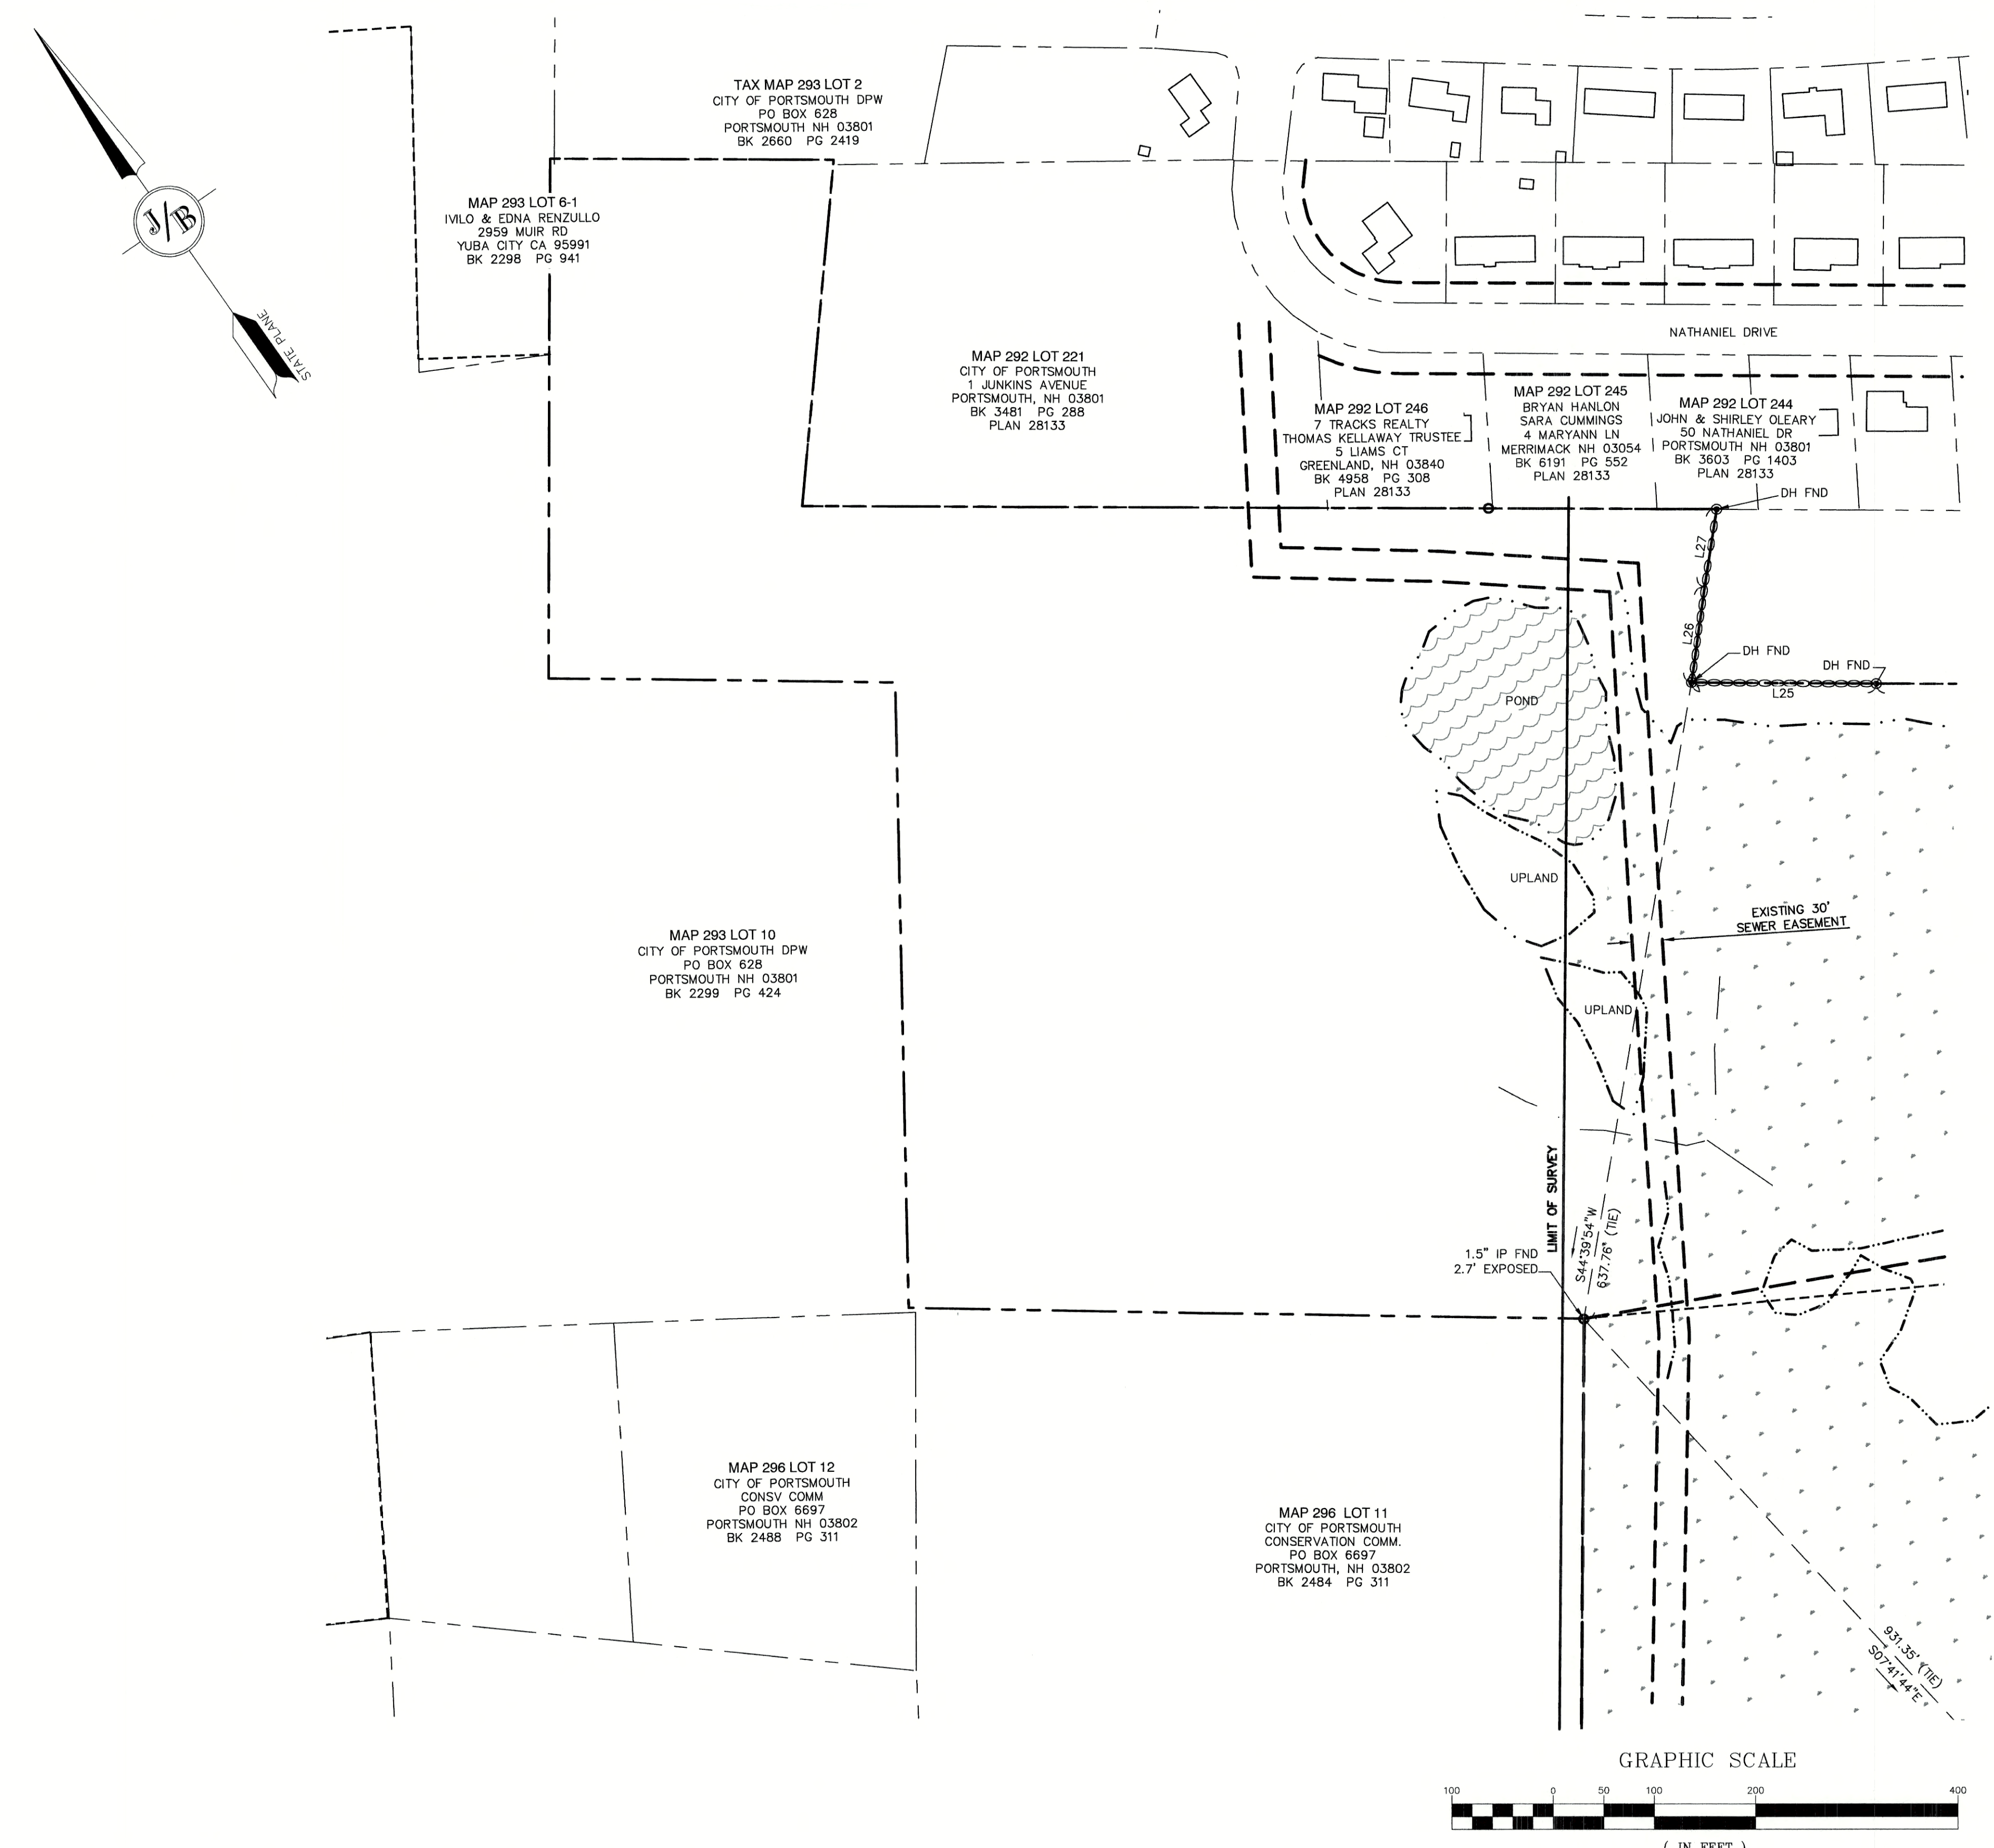 TAX MAP 293 LOT 2
CITY OF PORTSMOUTH DPW
PO BOX 628
PORTSMOUTH NH 03801
BK 2660 PG 2419
J/B
STATE PLANE
MAP 293 LOT 6-1
IVILO & EDNA RENZULLO
2959 MUIR RD
YUBA CITY CA 95991
BK 2298 PG 941
NATHANIEL DRIVE
MAP 292 LOT 221
CITY OF PORTSMOUTH
1 JUNKINS AVENUE
PORTSMOUTH, NH 03801
BK 3481 PG 288
PLAN 28133
MAP 292 LOT 246
7 TRACKS REALTY
THOMAS KELLAWAY TRUSTEE
5 LIAMS CT
GREENLAND, NH 03840
BK 4958 PG 308
PLAN 28133
MAP 292 LOT 245
BRYAN HANLON
SARA CUMMINGS
4 MARYANN LN
MERRIMACK NH 03054
BK 6191 PG 552
PLAN 28133
MAP 292 LOT 244
JOHN & SHIRLEY OLEARY
50 NATHANIEL DR
PORTSMOUTH NH 03801
BK 3603 PG 1403
PLAN 28133
DH FND
L27
L26
DH FND
DH FND
L25
POND
UPLAND
EXISTING 30'
SEWER EASEMENT
UPLAND
MAP 293 LOT 10
CITY OF PORTSMOUTH DPW
PO BOX 628
PORTSMOUTH NH 03801
BK 2299 PG 424
LIMIT OF SURVEY
S44°39'54"W
637.76' (TIE)
1.5" IP FND
2.7' EXPOSED
MAP 296 LOT 12
CITY OF PORTSMOUTH
CONSV COMM
PO BOX 6697
PORTSMOUTH NH 03802
BK 2488 PG 311
MAP 296 LOT 11
CITY OF PORTSMOUTH
CONSERVATION COMM.
PO BOX 6697
PORTSMOUTH, NH 03802
BK 2484 PG 311
931.35' (TIE)
S07°41'44"E
GRAPHIC SCALE
100 0 50 100 200 400
( IN FEET )